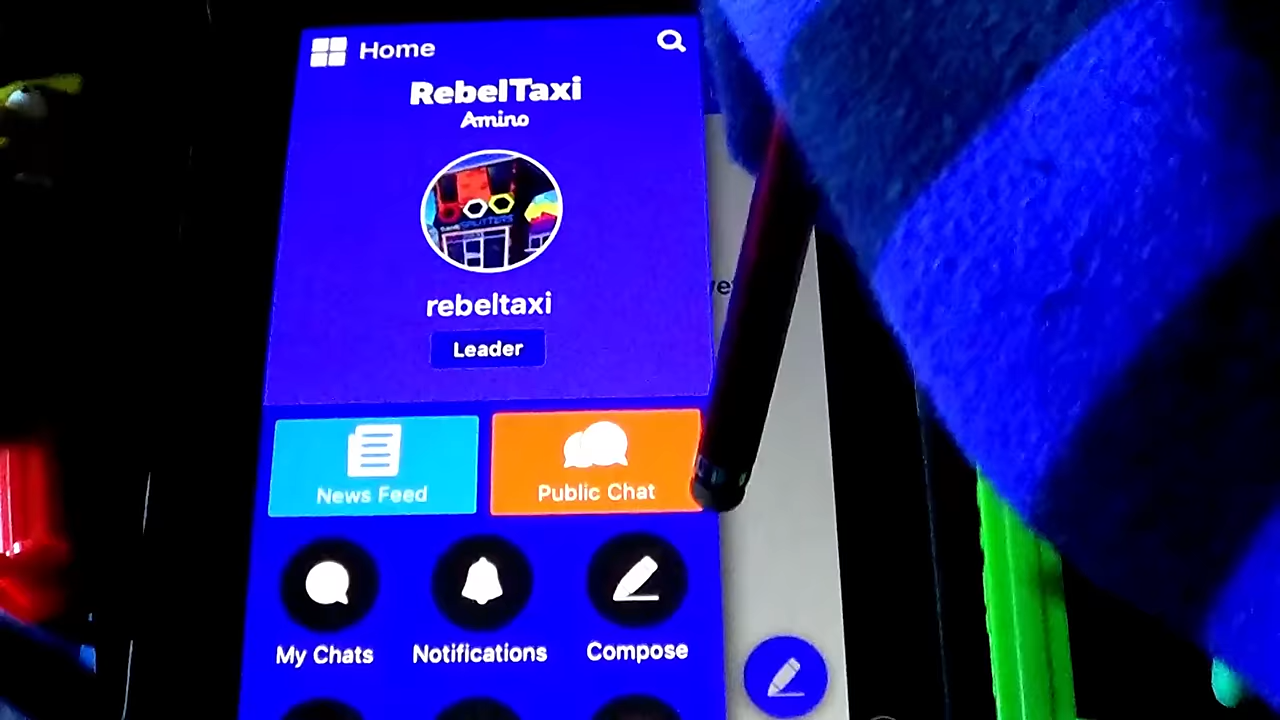 Home
RebelTaxi
Amino
rebeltaxi
Leader
News Feed
Public Chat
My Chats
Notifications
Compose